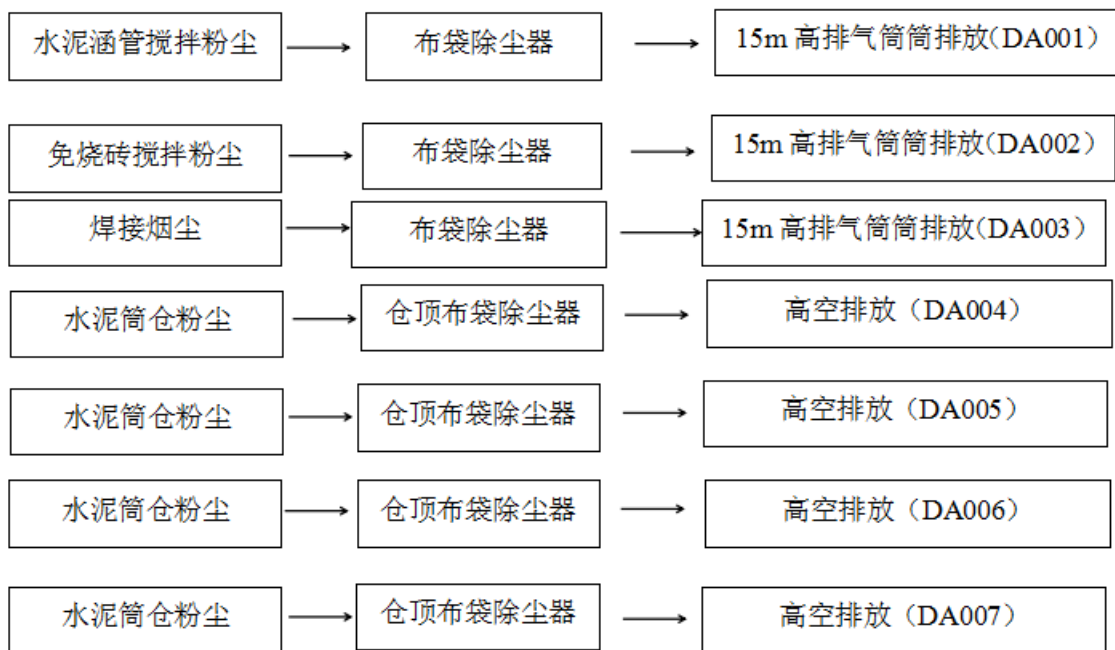 水泥涵管搅拌粉尘 布袋除尘器 15m 高排气筒筒排放(DA001)
免烧砖搅拌粉尘 布袋除尘器 15m 高排气筒筒排放(DA002)
焊接烟尘 布袋除尘器 15m 高排气筒筒排放(DA003)
水泥筒仓粉尘 仓顶布袋除尘器 高空排放（DA004）
水泥筒仓粉尘 仓顶布袋除尘器 高空排放（DA005）
水泥筒仓粉尘 仓顶布袋除尘器 高空排放（DA006）
水泥筒仓粉尘 仓顶布袋除尘器 高空排放（DA007）